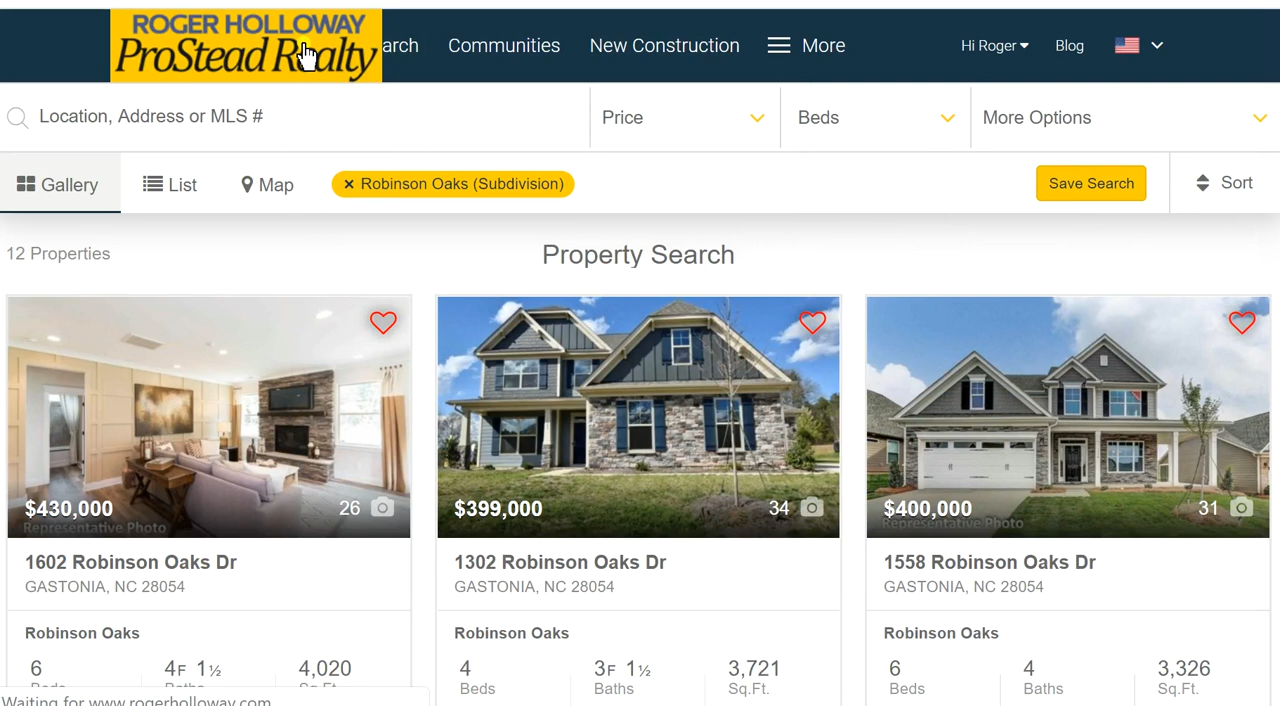 ROGER HOLLOWAY
ProStead Realty
arch
Communities
New Construction
More
Hi Roger
Blog
Location, Address or MLS #
Price
Beds
More Options
Gallery
List
Map
× Robinson Oaks (Subdivision)
Save Search
Sort
12 Properties
Property Search
$430,000
26
Representative Photo
1602 Robinson Oaks Dr
GASTONIA, NC 28054
Robinson Oaks
6
4F 1½
4,020
Beds
Baths
Sq.Ft.
$399,000
34
1302 Robinson Oaks Dr
GASTONIA, NC 28054
Robinson Oaks
4
3F 1½
3,721
Beds
Baths
Sq.Ft.
$400,000
31
Representative Photo
1558 Robinson Oaks Dr
GASTONIA, NC 28054
Robinson Oaks
6
4
3,326
Beds
Baths
Sq.Ft.
Waiting for www.rogerholloway.com